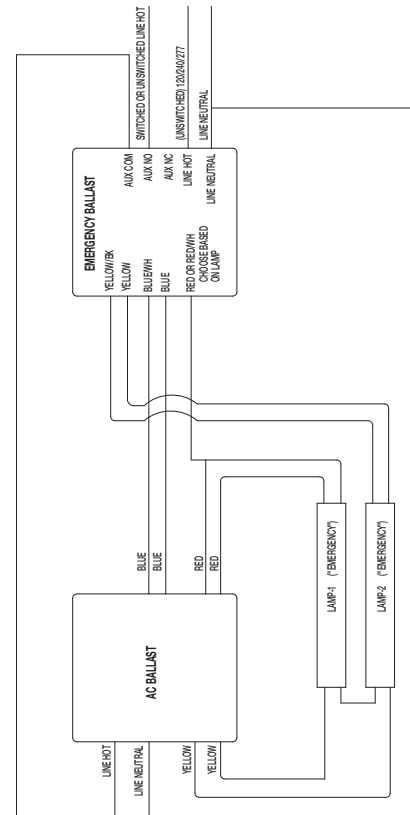 SWITCHED OR UNSWITCHED LINE HOT
(UNSWITCHED) 120/240/277
LINE NEUTRAL
EMERGENCY BALLAST
AUX COM
AUX NO
AUX NC
LINE HOT
LINE NEUTRAL
YELLOW/BK
YELLOW
BLUE/WH
BLUE
RED OR RED/WH
CHOOSE BASED
ON LAMP
BLUE
BLUE
RED
RED
AC BALLAST
LINE HOT
LINE NEUTRAL
YELLOW
YELLOW
LAMP-1 ("EMERGENCY")
LAMP-2 ("EMERGENCY")